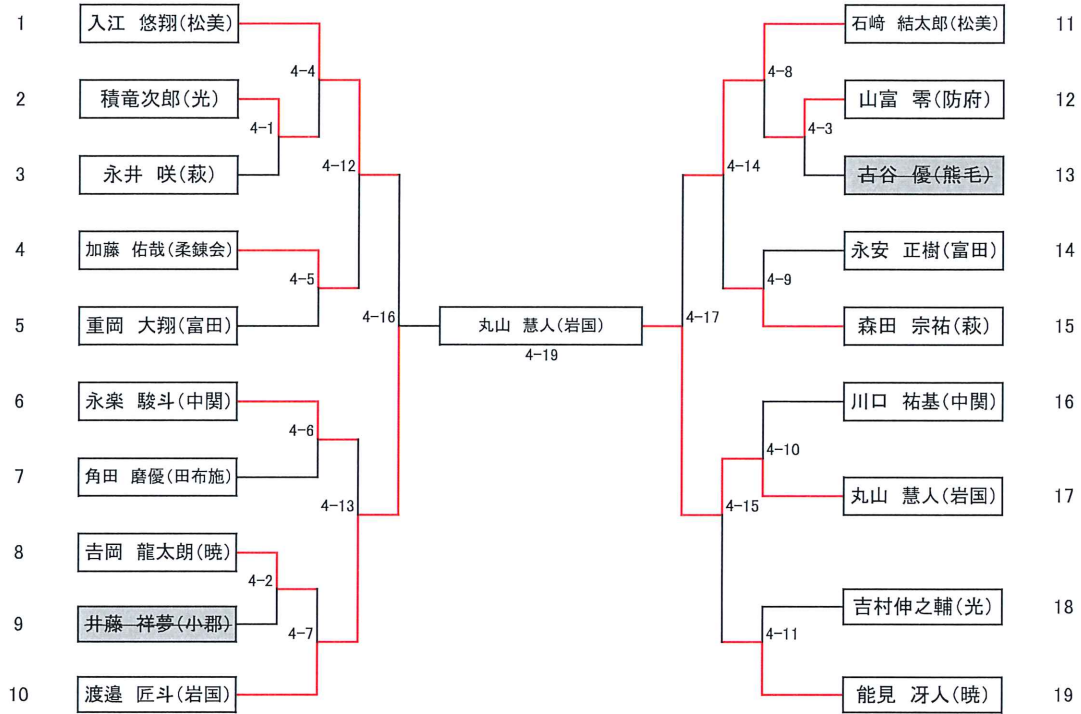 1 入江 悠翔(松美)
2 積竜次郎(光)
3 永井 咲(萩)
4 加藤 佑哉(柔錬会)
5 重岡 大翔(富田)
6 永楽 駿斗(中関)
7 角田 磨優(田布施)
8 吉岡 龍太朗(暁)
9 井藤 祥夢(小郡)
10 渡邉 匠斗(岩国)
4-4
4-1
4-12
4-5
4-16
4-6
4-13
4-2
4-7
丸山 慧人(岩国)
4-19
4-8
4-3
4-14
4-9
4-17
4-10
4-15
4-11
石﨑 結太郎(松美) 11
山富 零(防府) 12
古谷 優(熊毛) 13
永安 正樹(富田) 14
森田 宗祐(萩) 15
川口 祐基(中関) 16
丸山 慧人(岩国) 17
吉村伸之輔(光) 18
能見 冴人(暁) 19